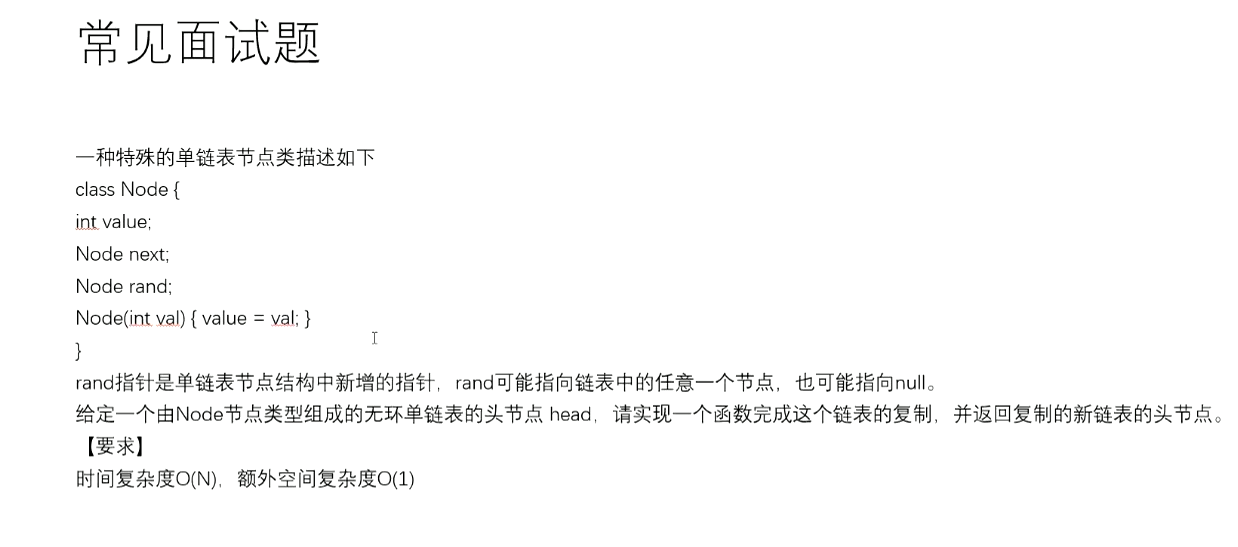 常见面试题
一种特殊的单链表节点类描述如下
class Node {
int value;
Node next;
Node rand;
Node(int val) { value = val; }
}
rand指针是单链表节点结构中新增的指针，rand可能指向链表中的任意一个节点，也可能指向null。
给定一个由Node节点类型组成的无环单链表的头节点 head，请实现一个函数完成这个链表的复制，并返回复制的新链表的头节点。
【要求】
时间复杂度O(N)，额外空间复杂度O(1)